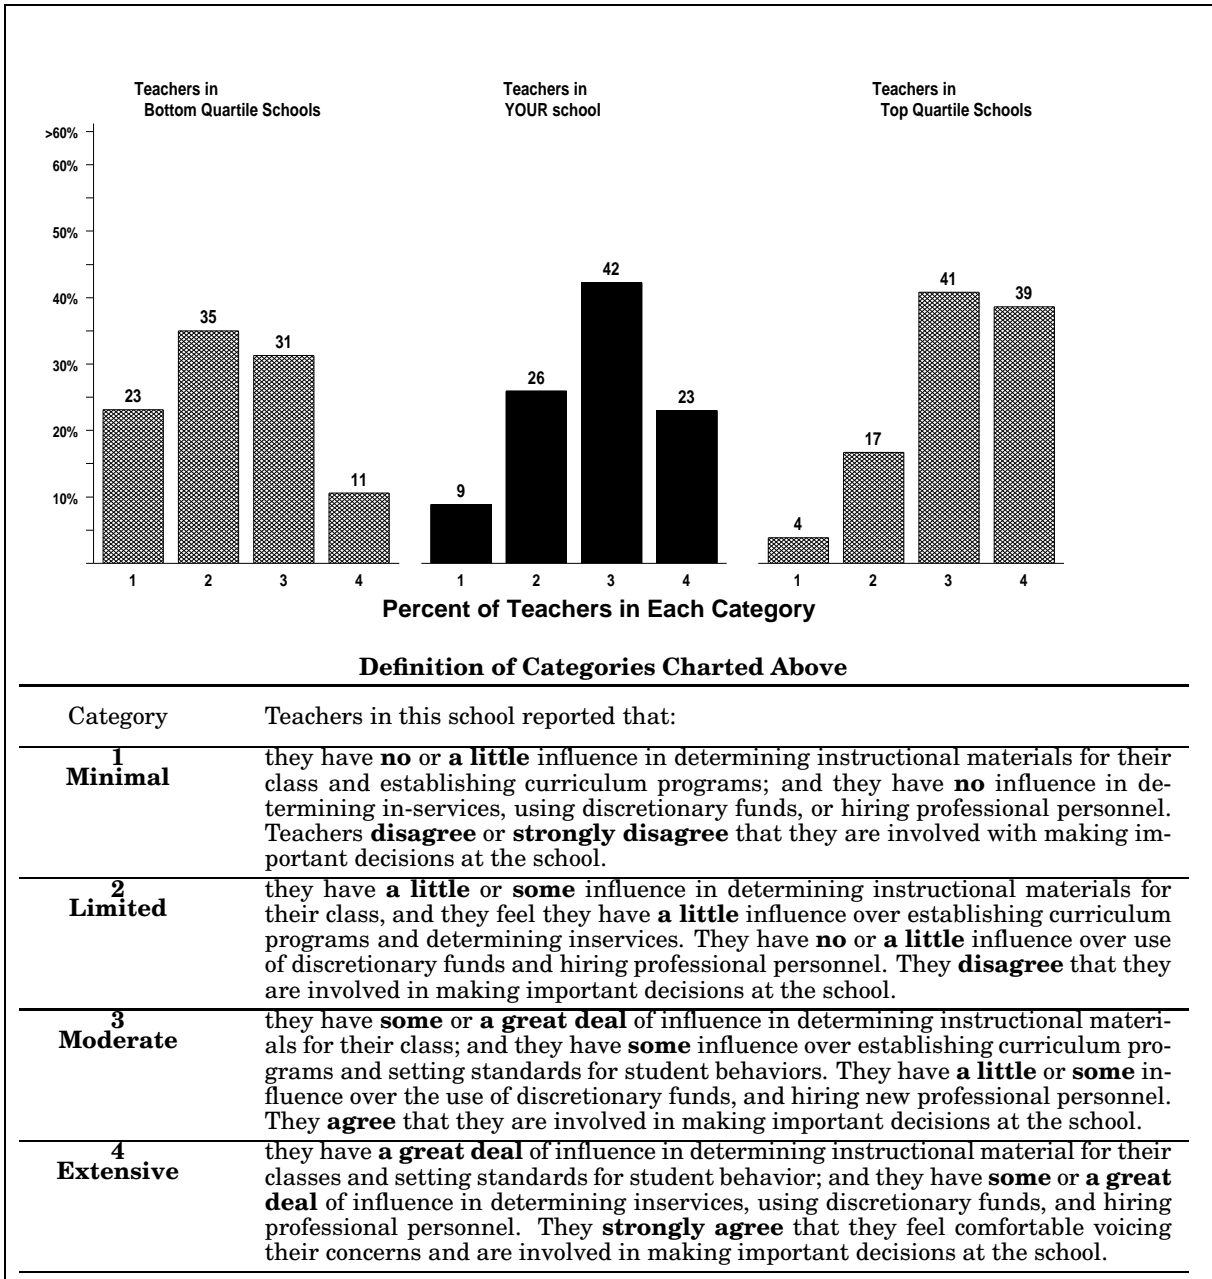 Teachers in
Bottom Quartile Schools
Teachers in
YOUR school
Teachers in
Top Quartile Schools
>60%
60%
50%
40%
30%
20%
10%
23
35
31
11
9
26
42
23
4
17
41
39
1 2 3 4 1 2 3 4 1 2 3 4
Percent of Teachers in Each Category
Definition of Categories Charted Above
Category Teachers in this school reported that:
1
Minimal
they have no or a little influence in determining instructional materials for their
class and establishing curriculum programs; and they have no influence in de-
termining in-services, using discretionary funds, or hiring professional personnel.
Teachers disagree or strongly disagree that they are involved with making im-
portant decisions at the school.
2
Limited
they have a little or some influence in determining instructional materials for
their class, and they feel they have a little influence over establishing curriculum
programs and determining inservices. They have no or a little influence over use
of discretionary funds and hiring professional personnel. They disagree that they
are involved in making important decisions at the school.
3
Moderate
they have some or a great deal of influence in determining instructional materi-
als for their class; and they have some influence over establishing curriculum pro-
grams and setting standards for student behaviors. They have a little or some in-
fluence over the use of discretionary funds, and hiring new professional personnel.
They agree that they are involved in making important decisions at the school.
4
Extensive
they have a great deal of influence in determining instructional material for their
classes and setting standards for student behavior; and they have some or a great
deal of influence in determining inservices, using discretionary funds, and hiring
professional personnel. They strongly agree that they feel comfortable voicing
their concerns and are involved in making important decisions at the school.